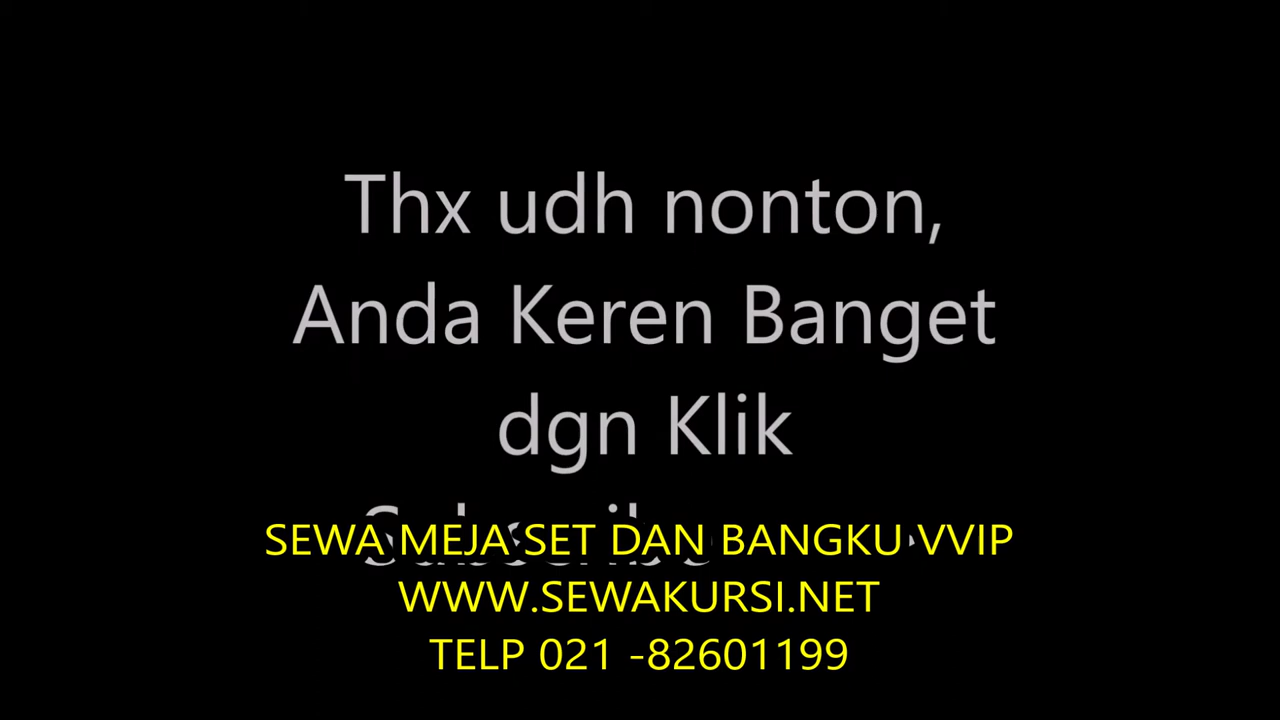 Thx udh nonton,
Anda Keren Banget
dgn Klik
Subscribe
SEWA MEJA SET DAN BANGKU VVIP
WWW.SEWAKURSI.NET
TELP 021 -82601199